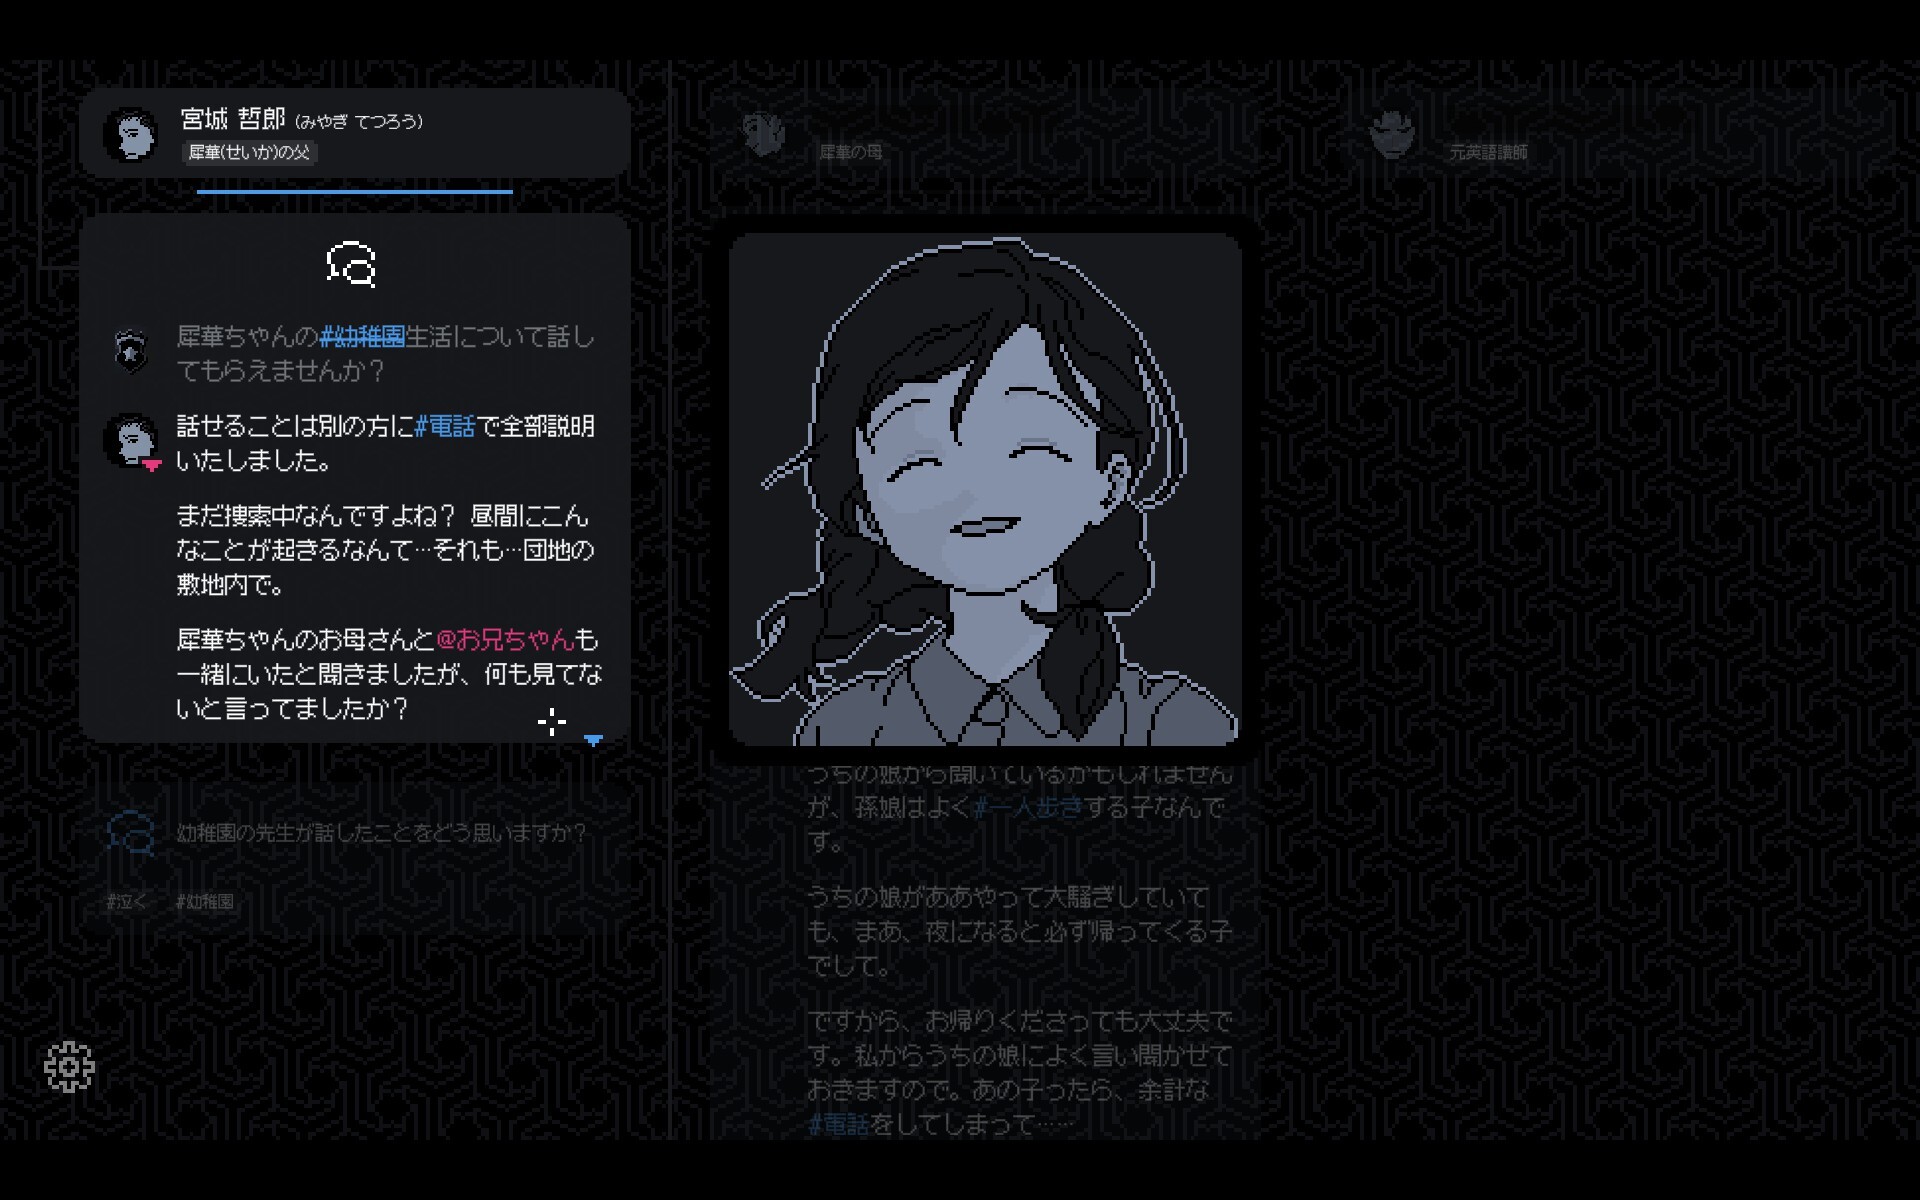 宮城 哲郎 (みやぎ てつろう)
犀華(せいか)の父
犀華ちゃんの#幼稚園生活について話し
てもらえませんか？
話せることは別の方に#電話で全部説明
いたしました。
まだ捜索中なんですよね？ 昼間にこん
なことが起きるなんて…それも…団地の
敷地内で。
犀華ちゃんのお母さんと@お兄ちゃんも
一緒にいたと聞きましたが、何も見てな
いと言ってましたか？
幼稚園の先生が話したことをどう思いますか？
#泣く #幼稚園
犀華の母
うちの娘から聞いているかもしれません
が、孫娘はよく#一人歩きする子なんで
す。
うちの娘がああやって大騒ぎしていて
も、まあ、夜になると必ず帰ってくる子
でして。
ですから、お帰りくださっても大丈夫で
す。私からうちの娘によく言い聞かせて
おきますので。あの子ったら、余計な
#電話をしてしまって……
元英語講師